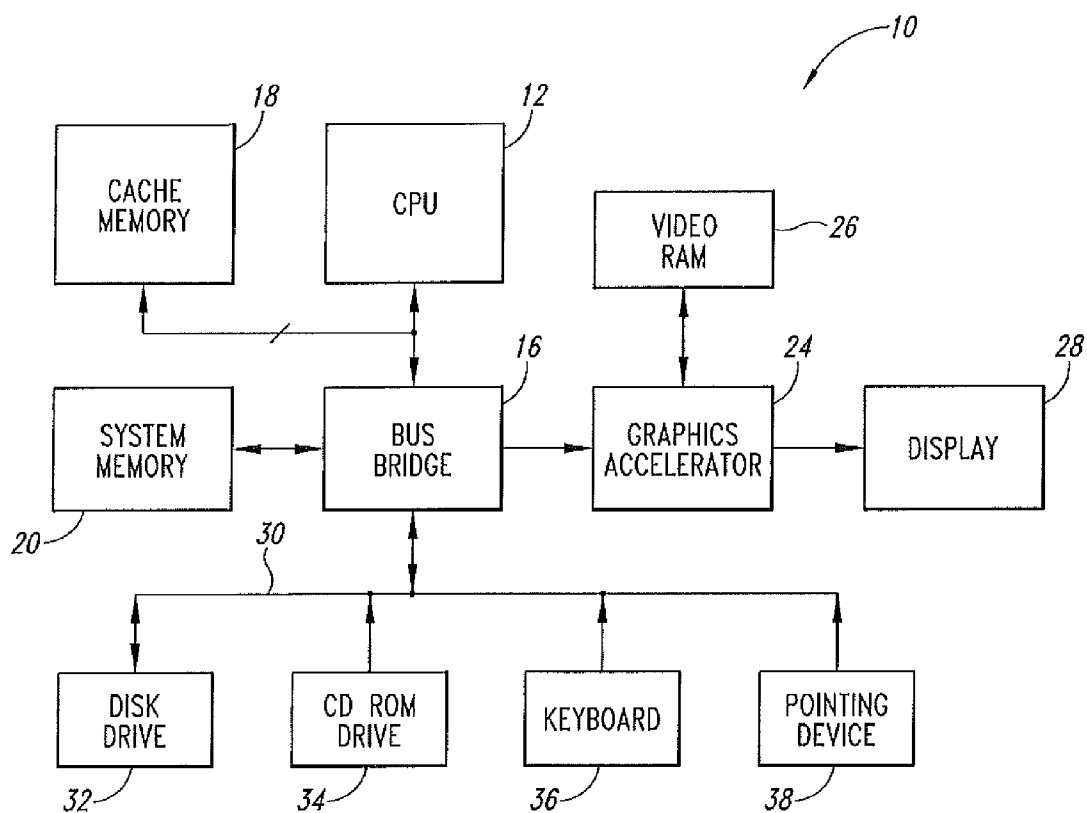 10
18
12
CACHE
MEMORY
CPU
VIDEO
RAM
26
16
24
28
SYSTEM
MEMORY
BUS
BRIDGE
GRAPHICS
ACCELERATOR
DISPLAY
20
30
DISK
DRIVE
CD ROM
DRIVE
KEYBOARD
POINTING
DEVICE
32
34
36
38